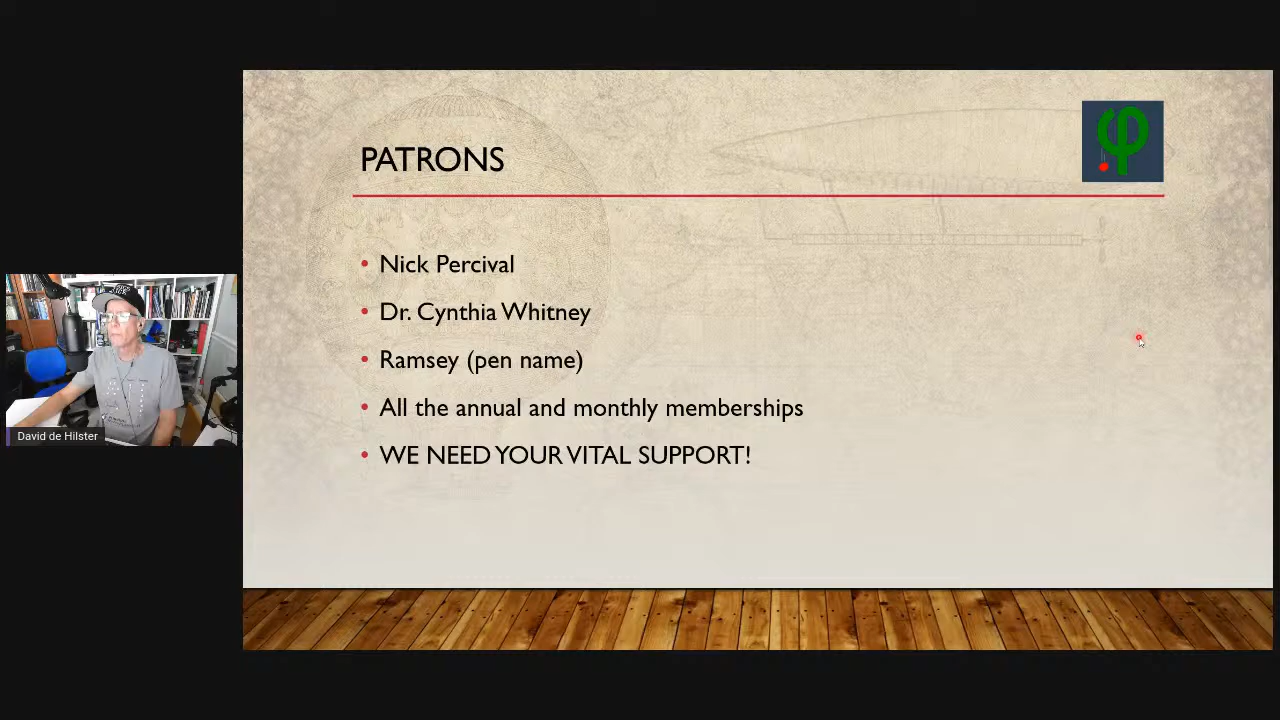 PATRONS
φ
Nick Percival
Dr. Cynthia Whitney
Ramsey (pen name)
All the annual and monthly memberships
WE NEED YOUR VITAL SUPPORT!
David de Hilster